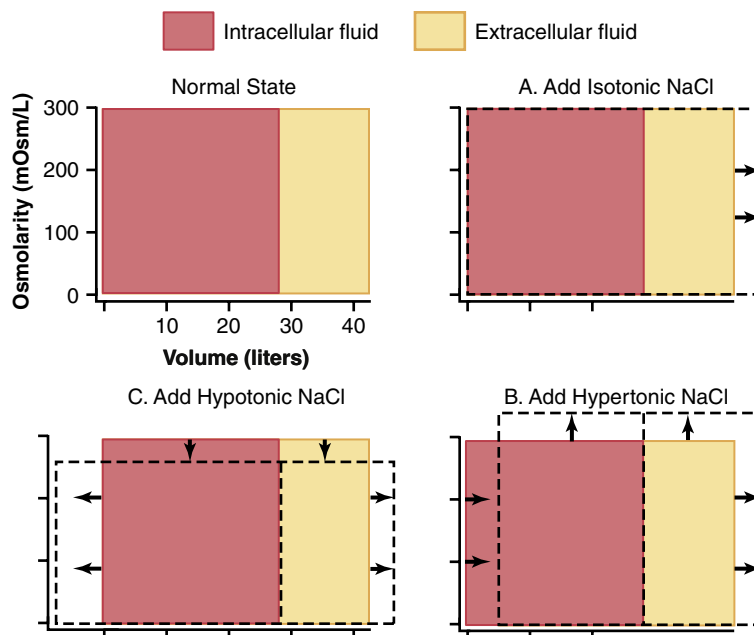 Intracellular fluid
Extracellular fluid
Normal State
A. Add Isotonic NaCl
Osmolarity (mOsm/L)
300
200
100
0
10 20 30 40
Volume (liters)
C. Add Hypotonic NaCl
B. Add Hypertonic NaCl